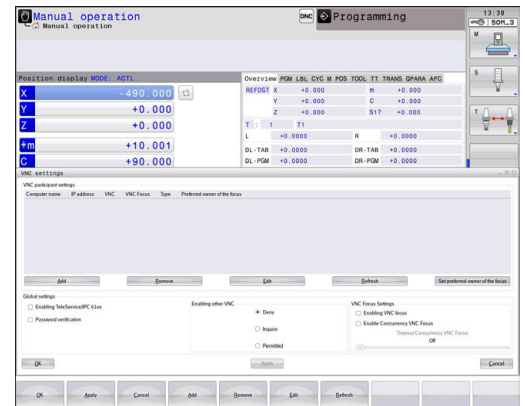 Manual operation
Manual operation
DNC
Programming
13:38
SOM_3
M
Position display MODE: ACTL.
X -490.000
Y +0.000
Z +0.000
+m +10.001
C +90.000
Overview PGM LBL CYC M POS TOOL TT TRANS QPARA AFC
REFDST X +0.000 m +0.000
Y +0.000 C +0.000
Z +0.000 S1? +0.000
T : 1 T1
L +0.0000 R +0.0000
DL-TAB +0.0000 DR-TAB +0.0000
DL-PGM +0.0000 DR-PGM +0.0000
S
T
VNC settings
VNC participant settings
Computer name IP address VNC VNC Focus Type Preferred owner of the focus
Add Remove Edit Refresh Set preferred owner of the focus
Global settings
Enabling TeleService/IPC 61xx
Password verification
Enabling other VNC
Deny
Inquire
Permitted
VNC Focus Settings
Enabling VNC focus
Enable Concurrency VNC Focus
Timeout Concurrency VNC Focus
Off
OK Apply Cancel
OK Apply Cancel Add Remove Edit Refresh